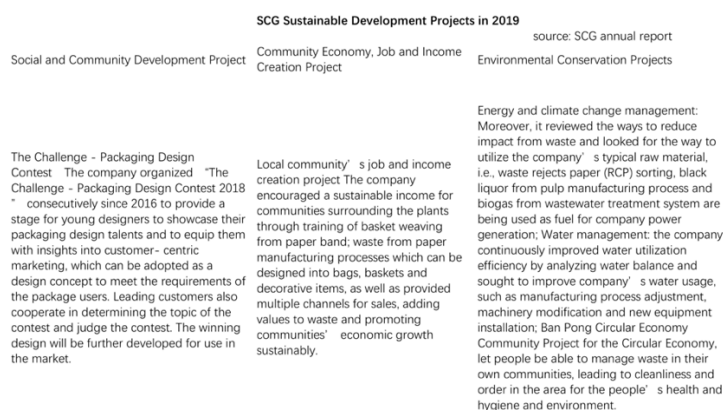 SCG Sustainable Development Projects in 2019
source: SCG annual report
Social and Community Development Project
Community Economy, Job and Income
Creation Project
Environmental Conservation Projects
The Challenge - Packaging Design
Contest The company organized "The
Challenge - Packaging Design Contest 2018
" consecutively since 2016 to provide a
stage for young designers to showcase their
packaging design talents and to equip them
with insights into customer- centric
marketing, which can be adopted as a
design concept to meet the requirements of
the package users. Leading customers also
cooperate in determining the topic of the
contest and judge the contest. The winning
design will be further developed for use in
the market.
Local community' s job and income
creation project The company
encouraged a sustainable income for
communities surrounding the plants
through training of basket weaving
from paper band; waste from paper
manufacturing processes which can be
designed into bags, baskets and
decorative items, as well as provided
multiple channels for sales, adding
values to waste and promoting
communities' economic growth
sustainably.
Energy and climate change management:
Moreover, it reviewed the ways to reduce
impact from waste and looked for the way to
utilize the company' s typical raw material,
i.e., waste rejects paper (RCP) sorting, black
liquor from pulp manufacturing process and
biogas from wastewater treatment system are
being used as fuel for company power
generation; Water management: the company
continuously improved water utilization
efficiency by analyzing water balance and
sought to improve company' s water usage,
such as manufacturing process adjustment,
machinery modification and new equipment
installation; Ban Pong Circular Economy
Community Project for the Circular Economy,
let people be able to manage waste in their
own communities, leading to cleanliness and
order in the area for the people' s health and
hygiene and environment.